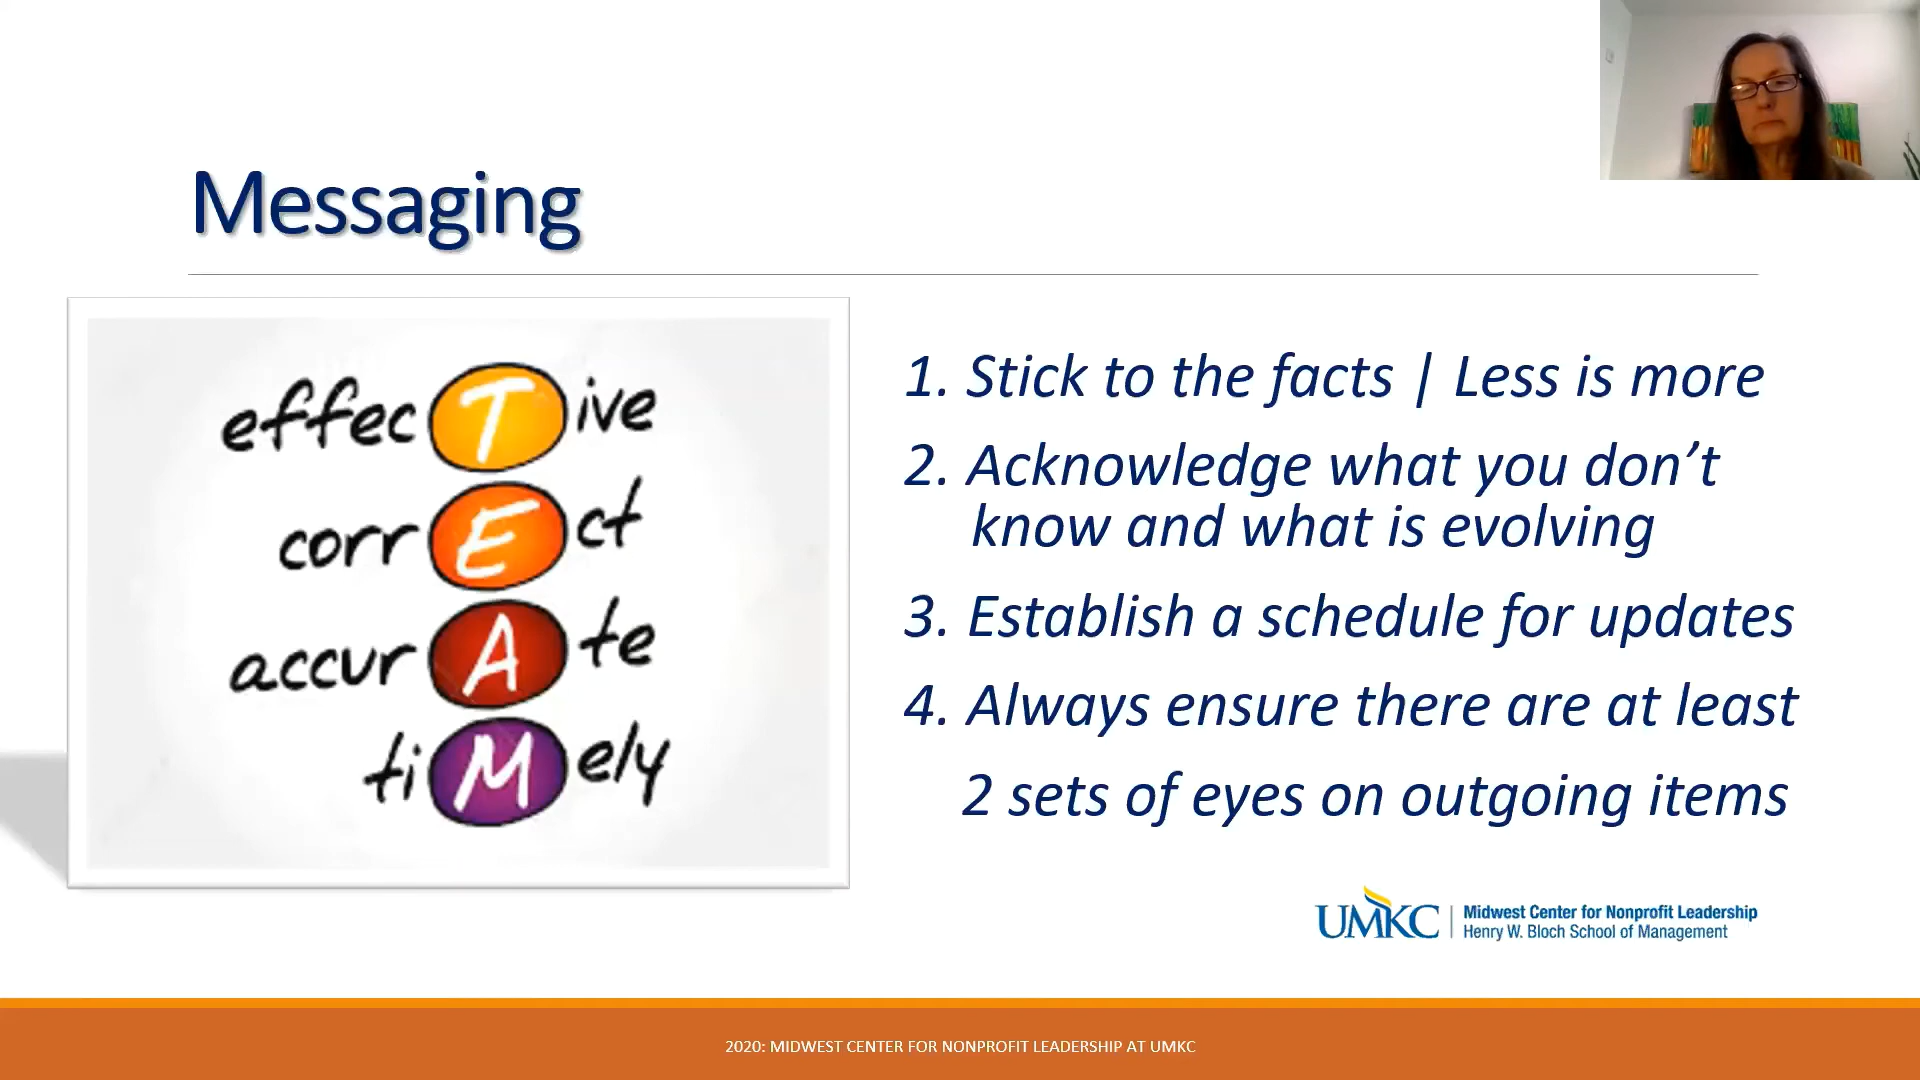 Messaging
effecTive
corrEct
accurAte
tiMely
1. Stick to the facts | Less is more
2. Acknowledge what you don’t
know and what is evolving
3. Establish a schedule for updates
4. Always ensure there are at least
2 sets of eyes on outgoing items
UMKC
Midwest Center for Nonprofit Leadership
Henry W. Bloch School of Management
2020: MIDWEST CENTER FOR NONPROFIT LEADERSHIP AT UMKC